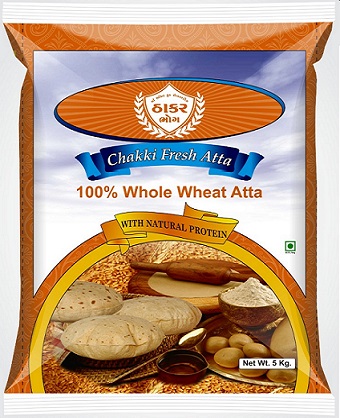 ઠાકર
ભોગ
Chakki Fresh Atta
100% Whole Wheat Atta
WITH NATURAL PROTEIN
Net Wt. 5 Kg.